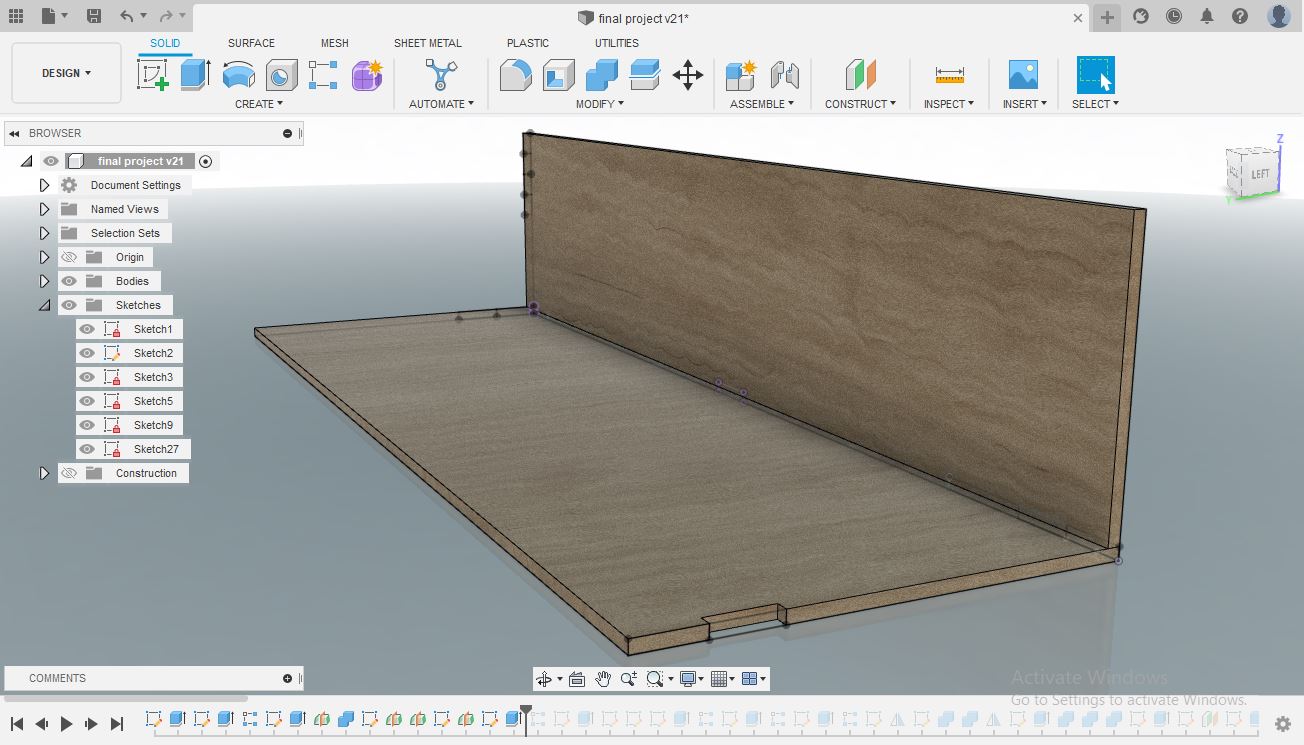 final project v21*
SOLID SURFACE MESH SHEET METAL PLASTIC UTILITIES
DESIGN
CREATE AUTOMATE MODIFY ASSEMBLE CONSTRUCT INSPECT INSERT SELECT
BROWSER
final project v21
Document Settings
Named Views
Selection Sets
Origin
Bodies
Sketches
Sketch1
Sketch2
Sketch3
Sketch5
Sketch9
Sketch27
Construction
Z
LEFT
Y
COMMENTS
Activate Windows
Go to Settings to activate Windows.